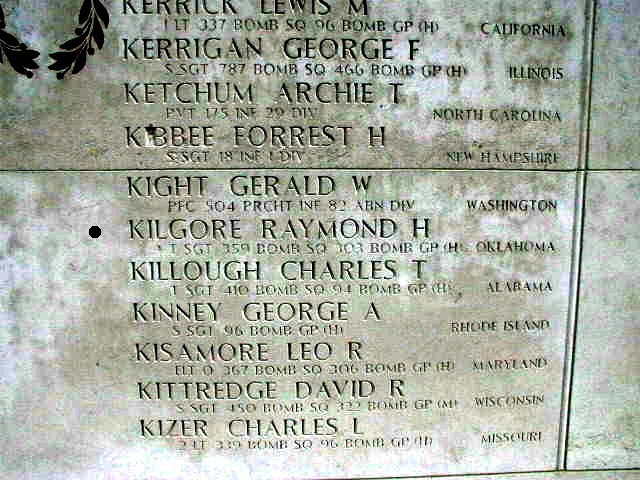 KERRICK LEWIS M
1 LT 337 BOMB SQ 96 BOMB GP (H) CALIFORNIA
KERRIGAN GEORGE F
S SGT 787 BOMB SQ 466 BOMB GP (H) ILLINOIS
KETCHUM ARCHIE T
PVT 175 INF 29 DIV NORTH CAROLINA
KIBBEE FORREST H
S SGT 18 INF 1 DIV NEW HAMPSHIRE
KIGHT GERALD W
PFC 504 PRCHT INF 82 ABN DIV WASHINGTON
KILGORE RAYMOND H
T SGT 359 BOMB SQ 303 BOMB GP (H) OKLAHOMA
KILLOUGH CHARLES T
T SGT 410 BOMB SQ 94 BOMB GP (H) ALABAMA
KINNEY GEORGE A
S SGT 96 BOMB GP (H) RHODE ISLAND
KISAMORE LEO R
FLT O 367 BOMB SQ 306 BOMB GP (H) MARYLAND
KITTREDGE DAVID R
S SGT 450 BOMB SQ 322 BOMB GP (M) WISCONSIN
KIZER CHARLES L
2 LT 339 BOMB SQ 96 BOMB GP (H) MISSOURI